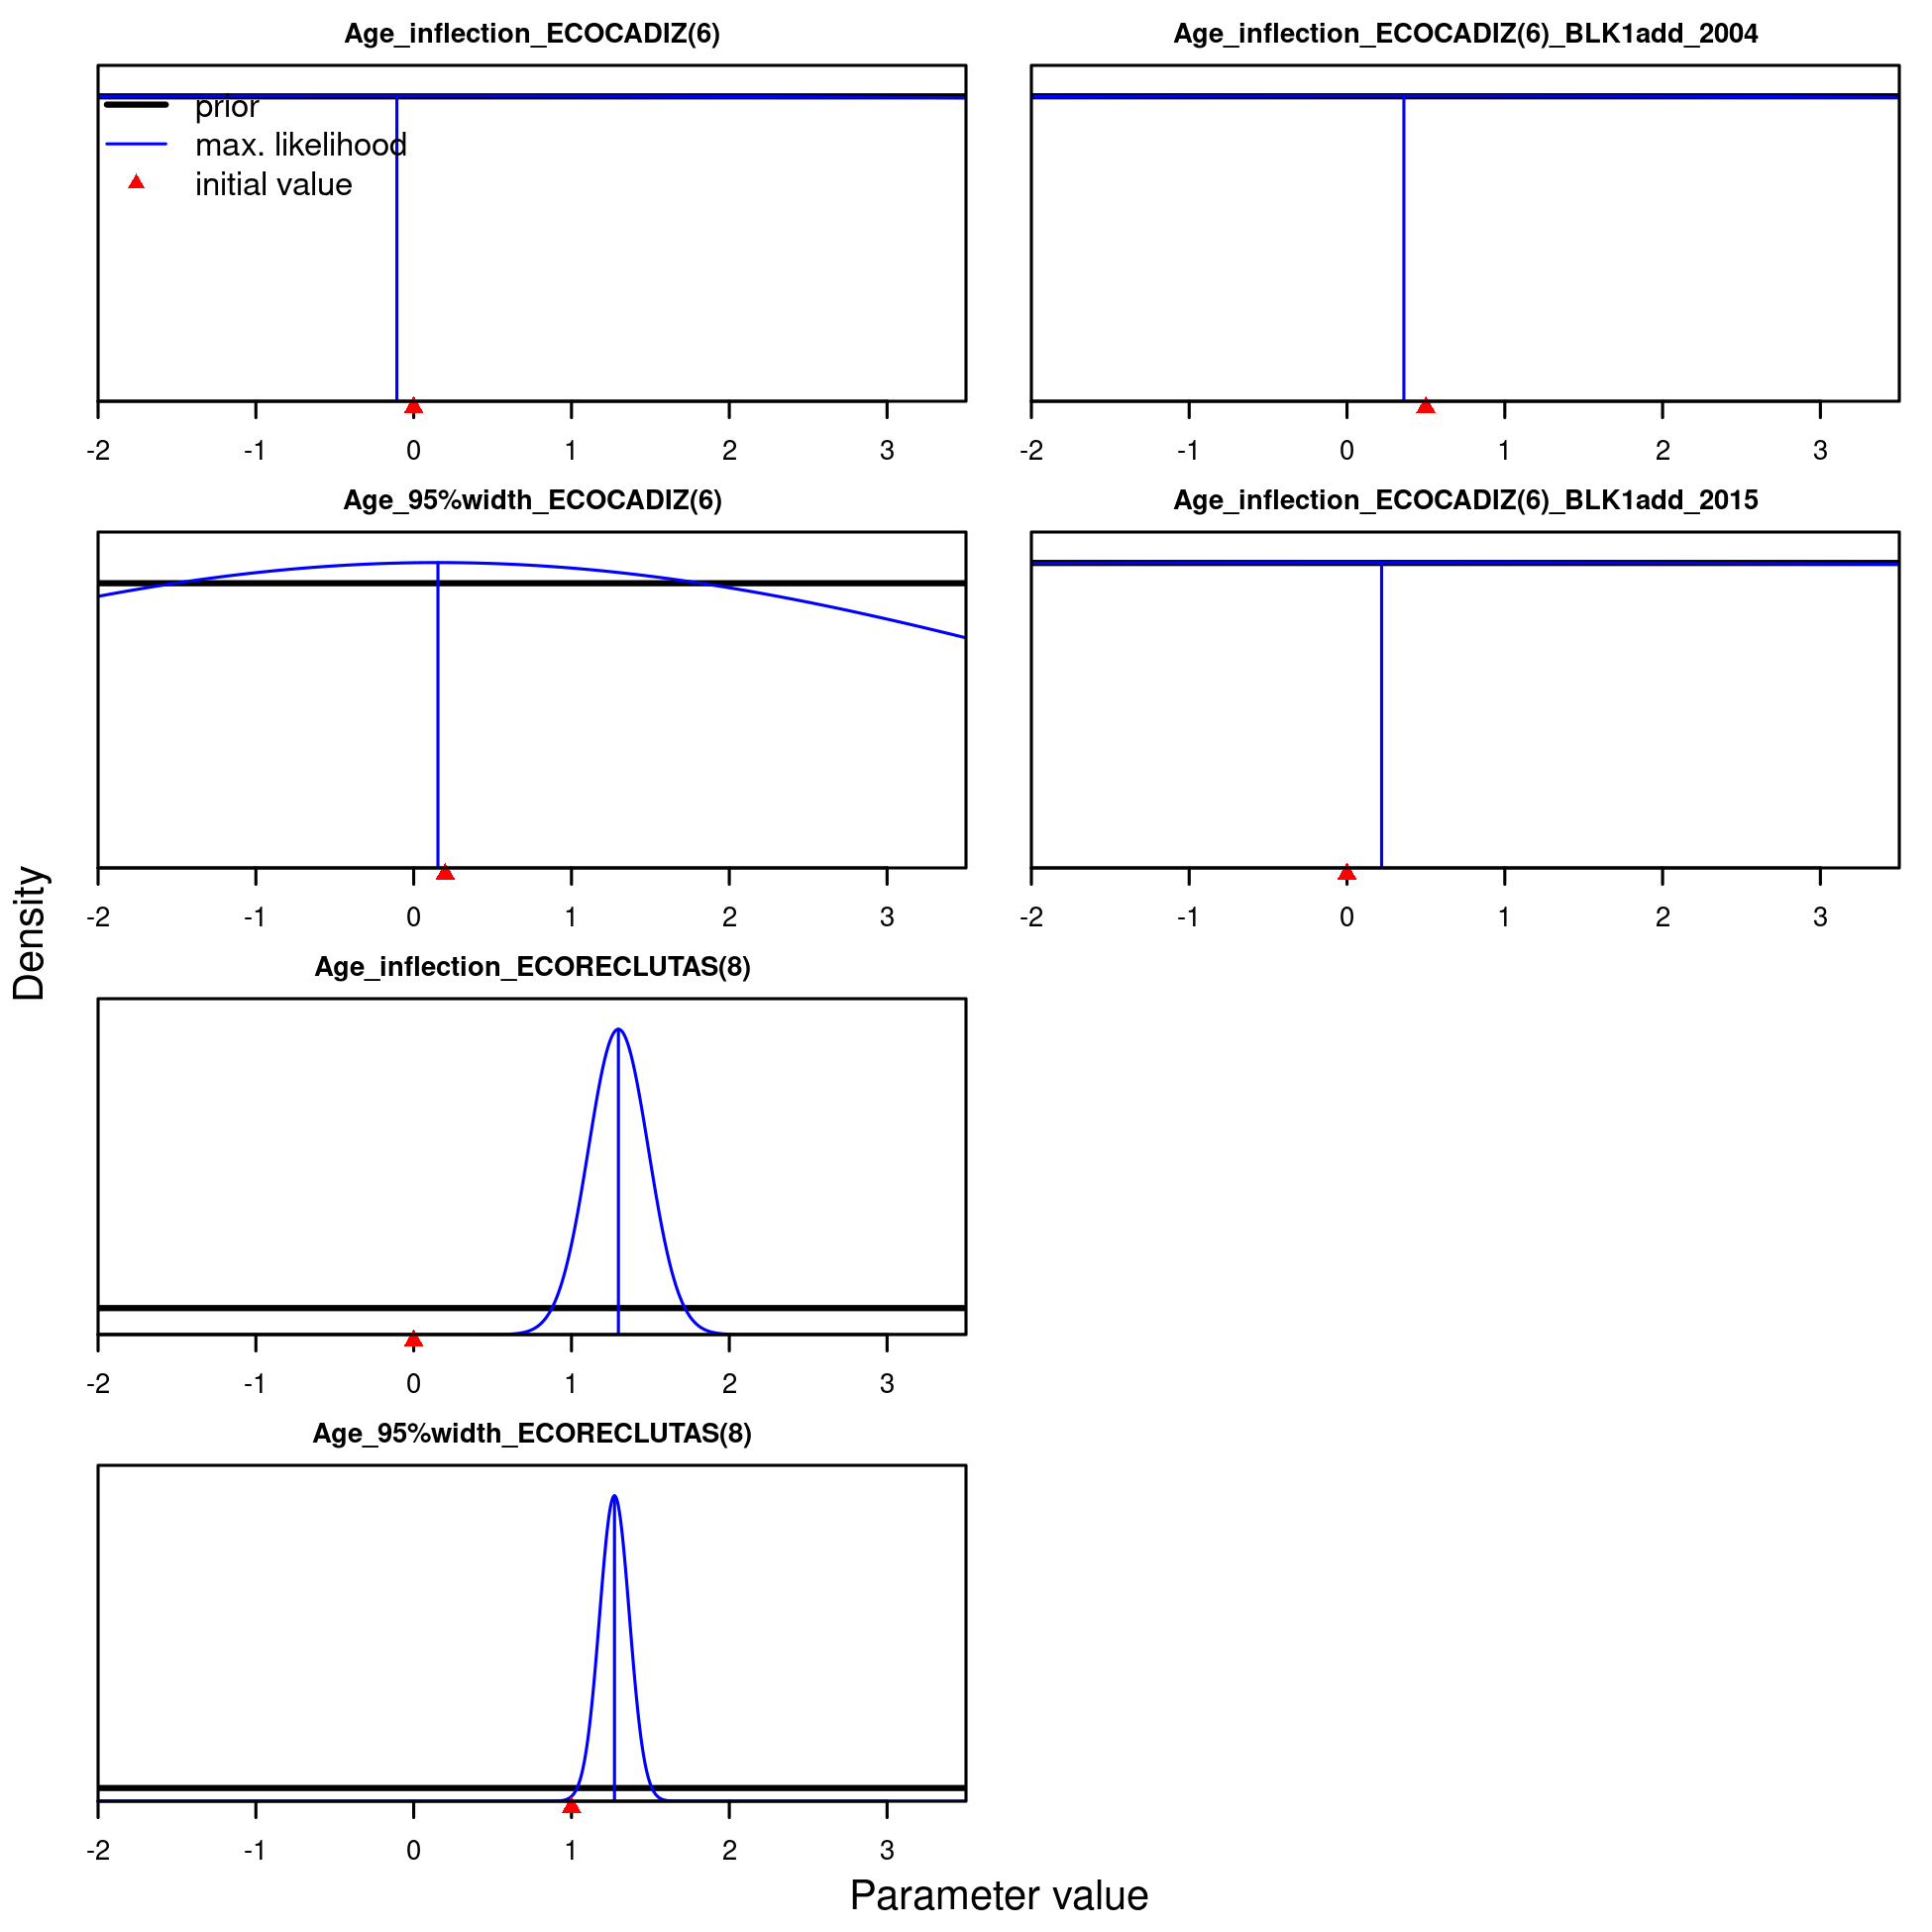 Age_inflection_ECOCADIZ(6)
prior
max. likelihood
initial value
-2 -1 0 1 2 3
Age_inflection_ECOCADIZ(6)_BLK1add_2004
-2 -1 0 1 2 3
Age_95%width_ECOCADIZ(6)
-2 -1 0 1 2 3
Age_inflection_ECOCADIZ(6)_BLK1add_2015
-2 -1 0 1 2 3
Age_inflection_ECORECLUTAS(8)
-2 -1 0 1 2 3
Age_95%width_ECORECLUTAS(8)
-2 -1 0 1 2 3
Density
Parameter value